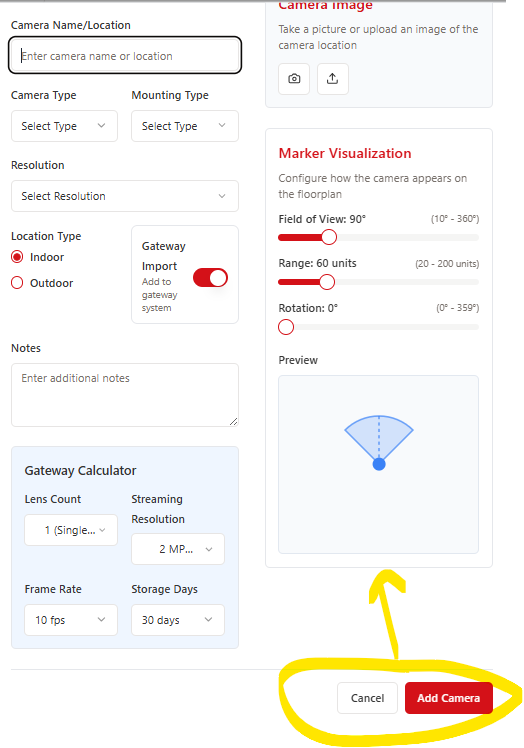 Camera Name/Location
Enter camera name or location
Camera Type
Mounting Type
Select Type
Select Type
Resolution
Select Resolution
Location Type
Indoor
Outdoor
Gateway
Import
Add to
gateway
system
Notes
Enter additional notes
Gateway Calculator
Lens Count
1 (Single...
Streaming
Resolution
2 MP...
Frame Rate
10 fps
Storage Days
30 days
Camera Image
Take a picture or upload an image of the
camera location
Marker Visualization
Configure how the camera appears on
the floorplan
Field of View: 90°
(10° - 360°)
Range: 60 units
(20 - 200 units)
Rotation: 0°
(0° - 359°)
Preview
Cancel
Add Camera